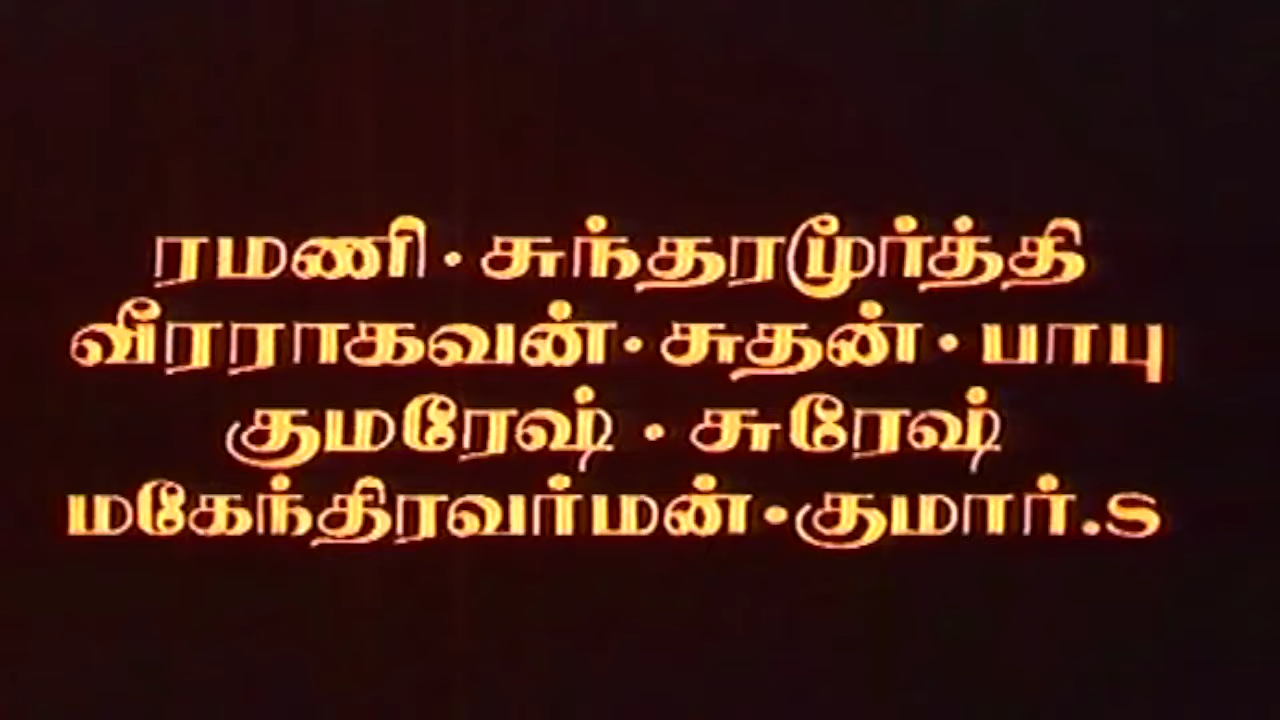 ரமணி · சுந்தரமூர்த்தி
வீரராகவன் · சுதன் · பாபு
குமரேஷ் · சுரேஷ்
மகேந்திரவர்மன் · குமார்.S